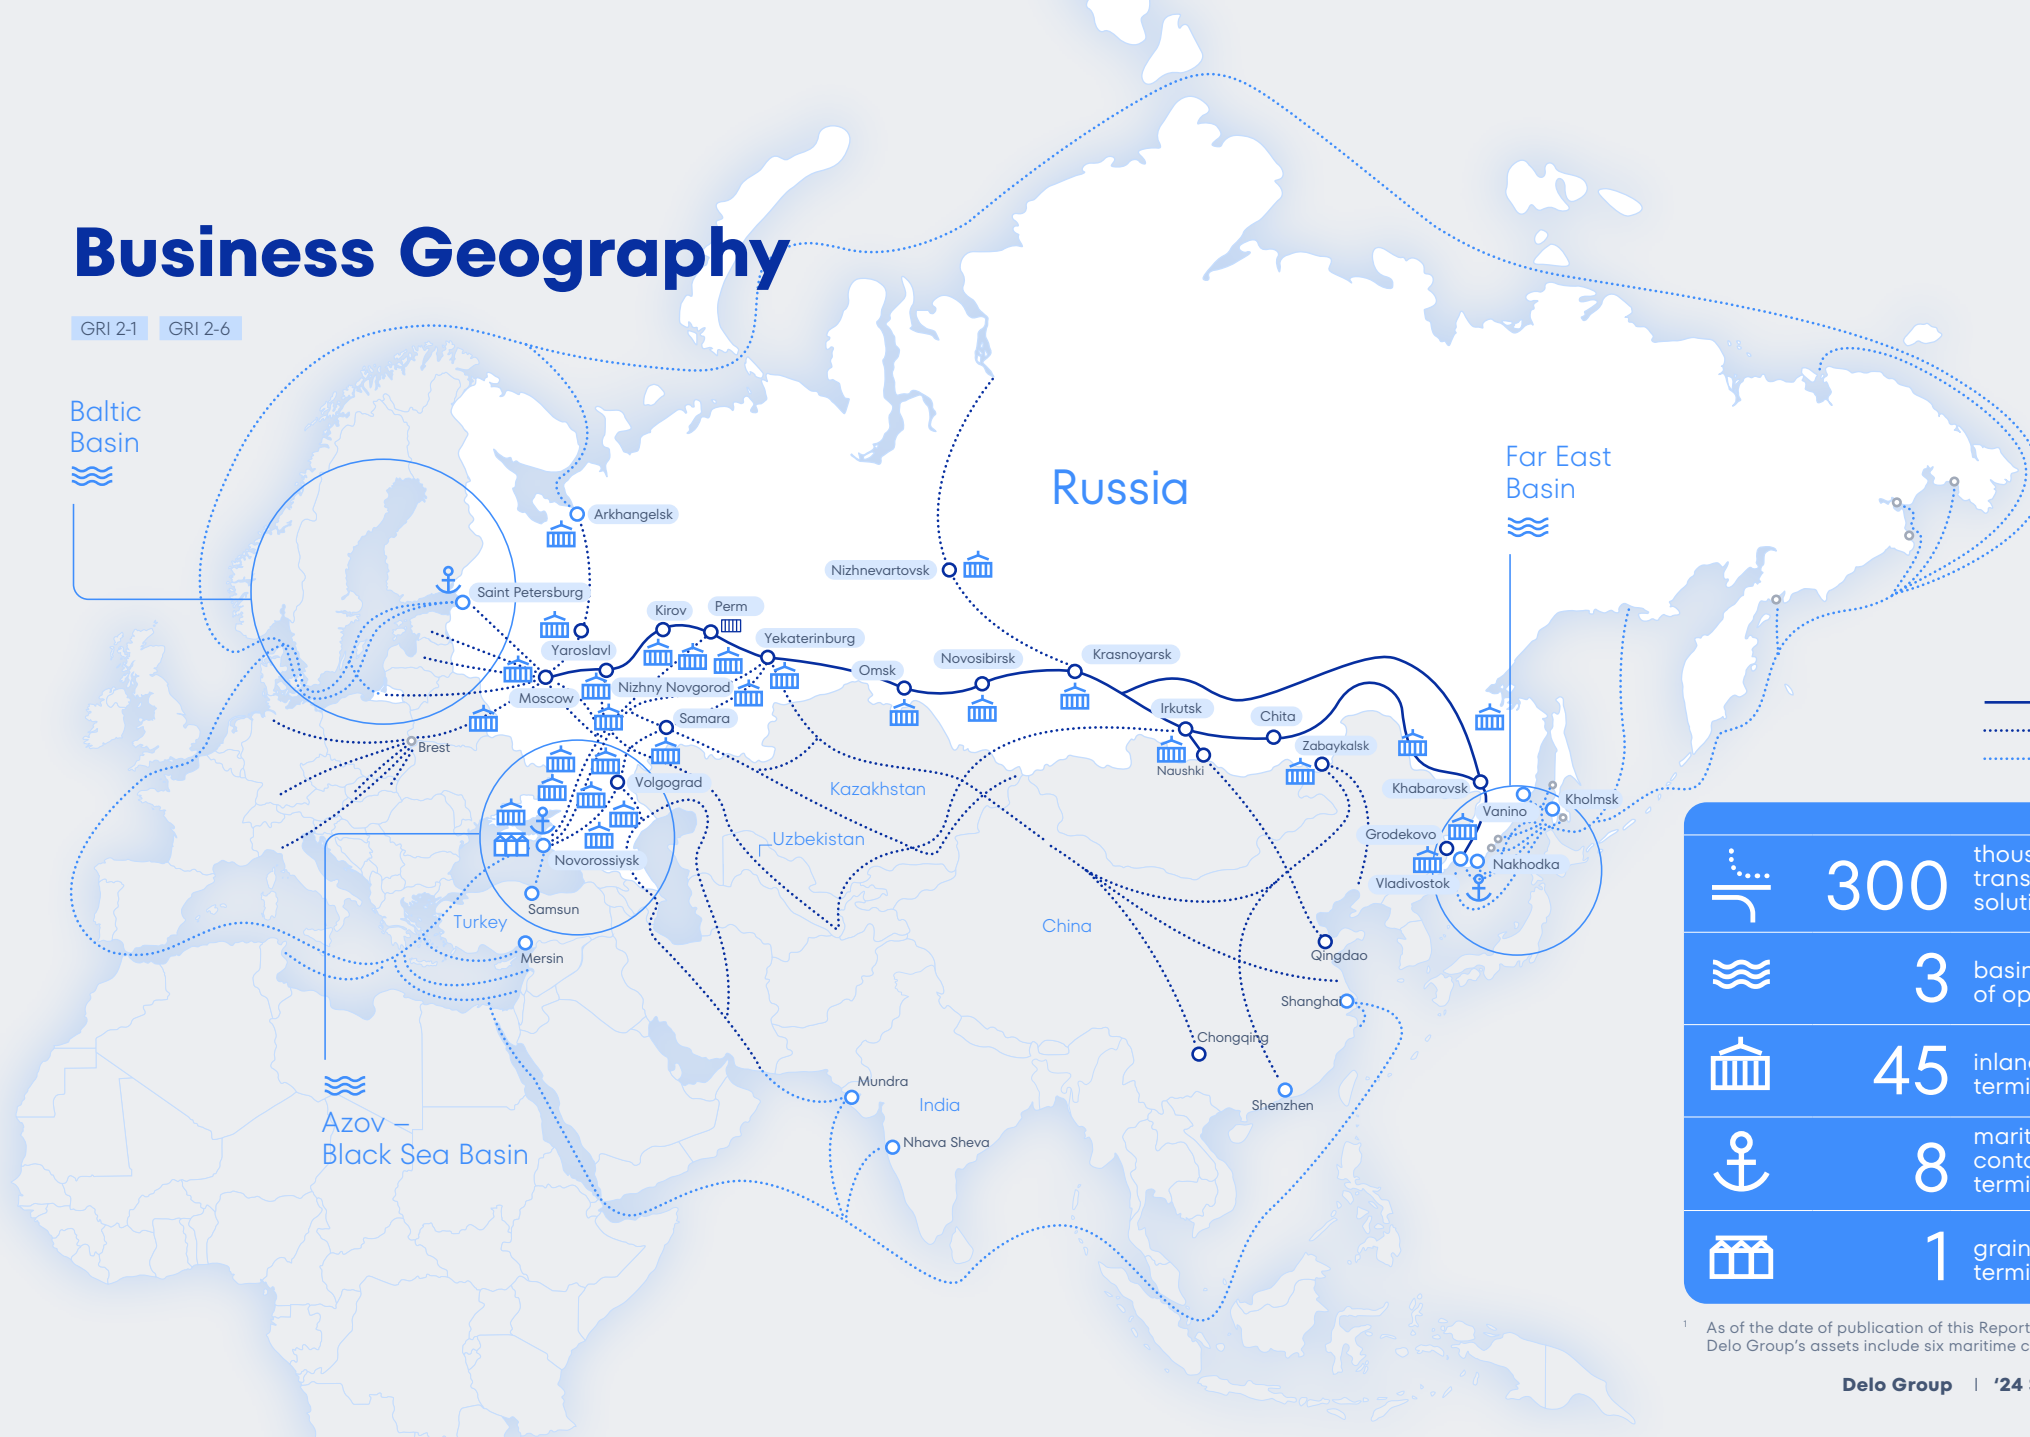 Business Geography
GRI 2-1
GRI 2-6
Baltic
Basin
Far East
Basin
Russia
Arkhangelsk
Nizhnevartovsk
Saint Petersburg
Kirov
Perm
Yaroslavl
Yekaterinburg
Moscow
Nizhny Novgorod
Samara
Omsk
Novosibirsk
Krasnoyarsk
Irkutsk
Chita
Zabaykalsk
Naushki
Brest
Volgograd
Kazakhstan
Khabarovsk
Vanino
Kholmsk
Uzbekistan
Grodekovo
Novorossiysk
Nakhodka
Vladivostok
Samsun
Turkey
China
Mersin
Qingdao
Shanghai
Chongqing
Mundra
India
Shenzhen
Nhava Sheva
Azov –
Black Sea Basin
300
3
of op
45
8
1
grain
1
As of the date of publication of this Report
Delo Group's assets include six maritime c
Delo Group | '24